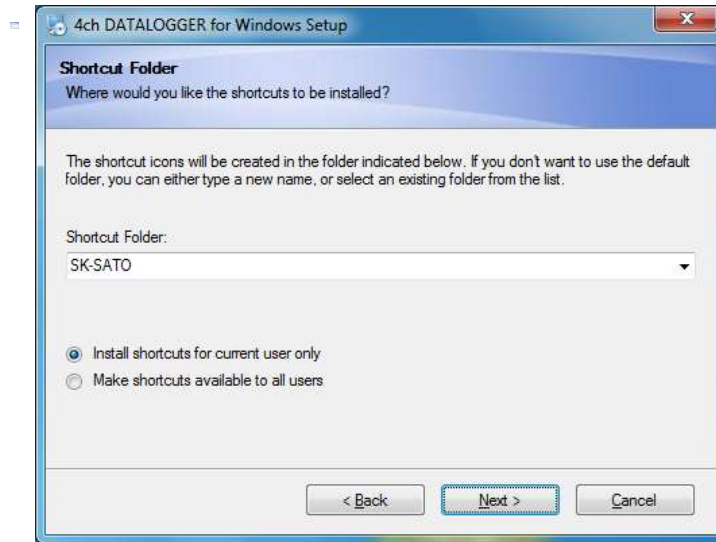 4ch DATALOGGER for Windows Setup
Shortcut Folder
Where would you like the shortcuts to be installed?
The shortcut icons will be created in the folder indicated below. If you don't want to use the default
folder, you can either type a new name, or select an existing folder from the list.
Shortcut Folder:
SK-SATO
Install shortcuts for current user only
Make shortcuts available to all users
< Back
Next >
Cancel